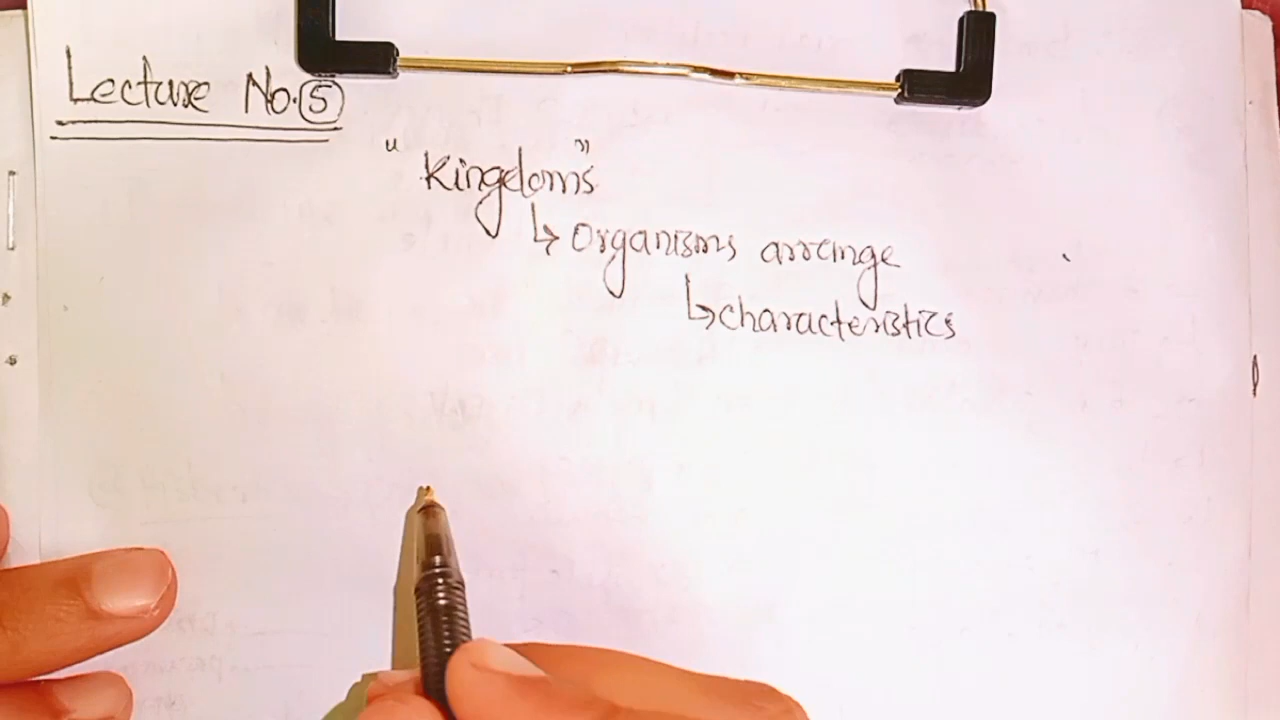 Lecture No. 5
"Kingdoms"
↳ Organisms arrange
↳ characteristics